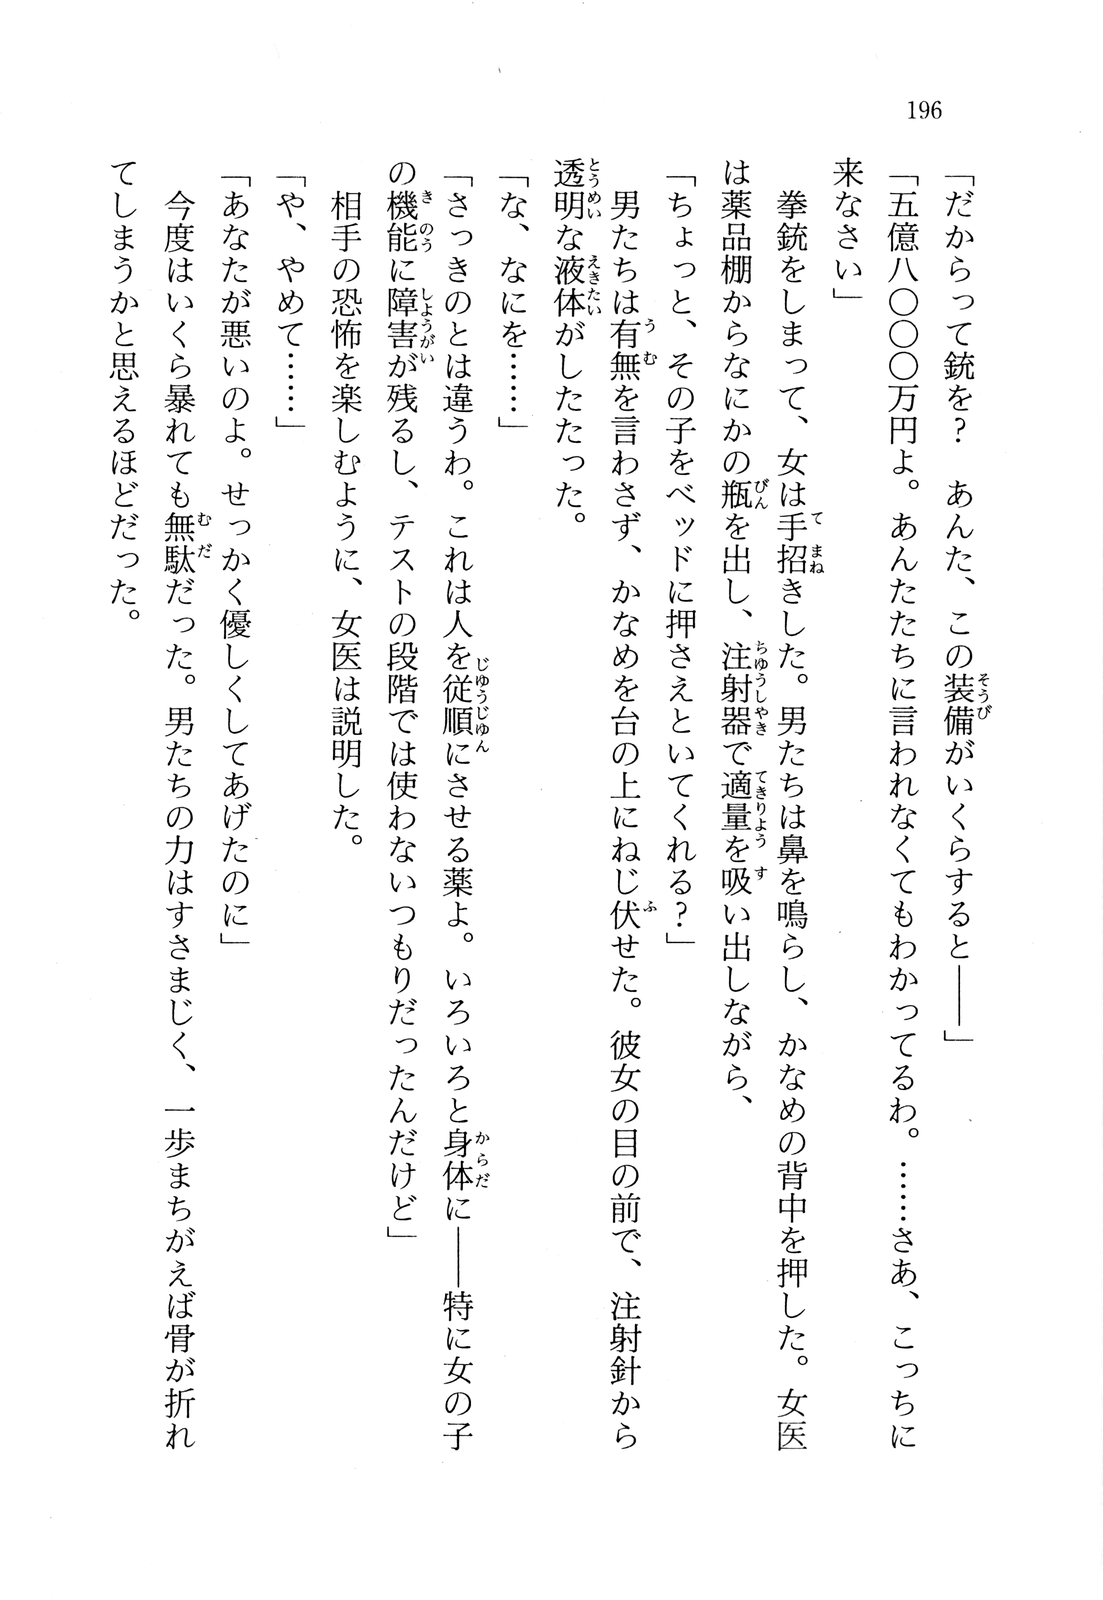 196
「だからって銃を？　あんた、この装備がいくらすると――」
「五億八〇〇〇万円よ。あんたたちに言われなくてもわかってるわ。……さあ、こっちに
来なさい」
　拳銃をしまって、女は手招きした。男たちは鼻を鳴らし、かなめの背中を押した。女医
は薬品棚からなにかの瓶を出し、注射器で適量を吸い出しながら、
「ちょっと、その子をベッドに押さえといてくれる？」
　男たちは有無を言わさず、かなめを台の上にねじ伏せた。彼女の目の前で、注射針から
透明な液体がしたたった。
「な、なにを……」
「さっきのとは違うわ。これは人を従順にさせる薬よ。いろいろと身体に――特に女の子
の機能に障害が残るし、テストの段階では使わないつもりだったんだけど」
　相手の恐怖を楽しむように、女医は説明した。
「や、やめて……」
「あなたが悪いのよ。せっかく優しくしてあげたのに」
　今度はいくら暴れても無駄だった。男たちの力はすさまじく、一歩まちがえば骨が折れ
てしまうかと思えるほどだった。